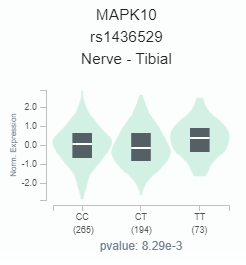 MAPK10
rs1436529
Nerve - Tibial
Norm. Expression
2.0
1.0
0.0
-1.0
-2.0
CC CT TT
(265) (194) (73)
pvalue: 8.29e-3